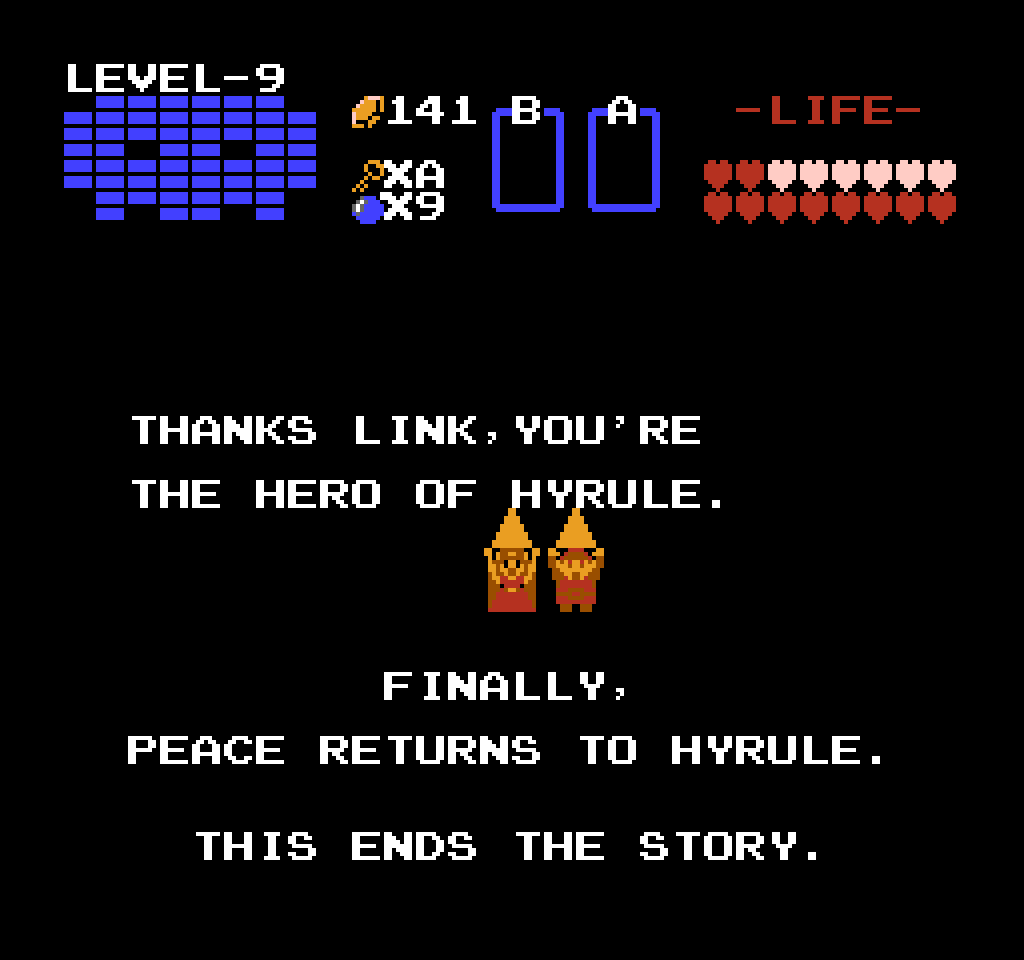 LEVEL-9
141 B A -LIFE-
XA
X9
THANKS LINK,YOU'RE
THE HERO OF HYRULE.
FINALLY,
PEACE RETURNS TO HYRULE.
THIS ENDS THE STORY.